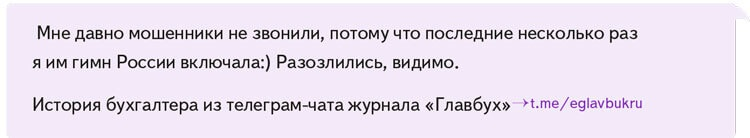 Мне давно мошенники не звонили, потому что последние несколько раз
я им гимн России включала:) Разозлились, видимо.
История бухгалтера из телеграм-чата журнала «Главбух»→t.me/eglavbukru